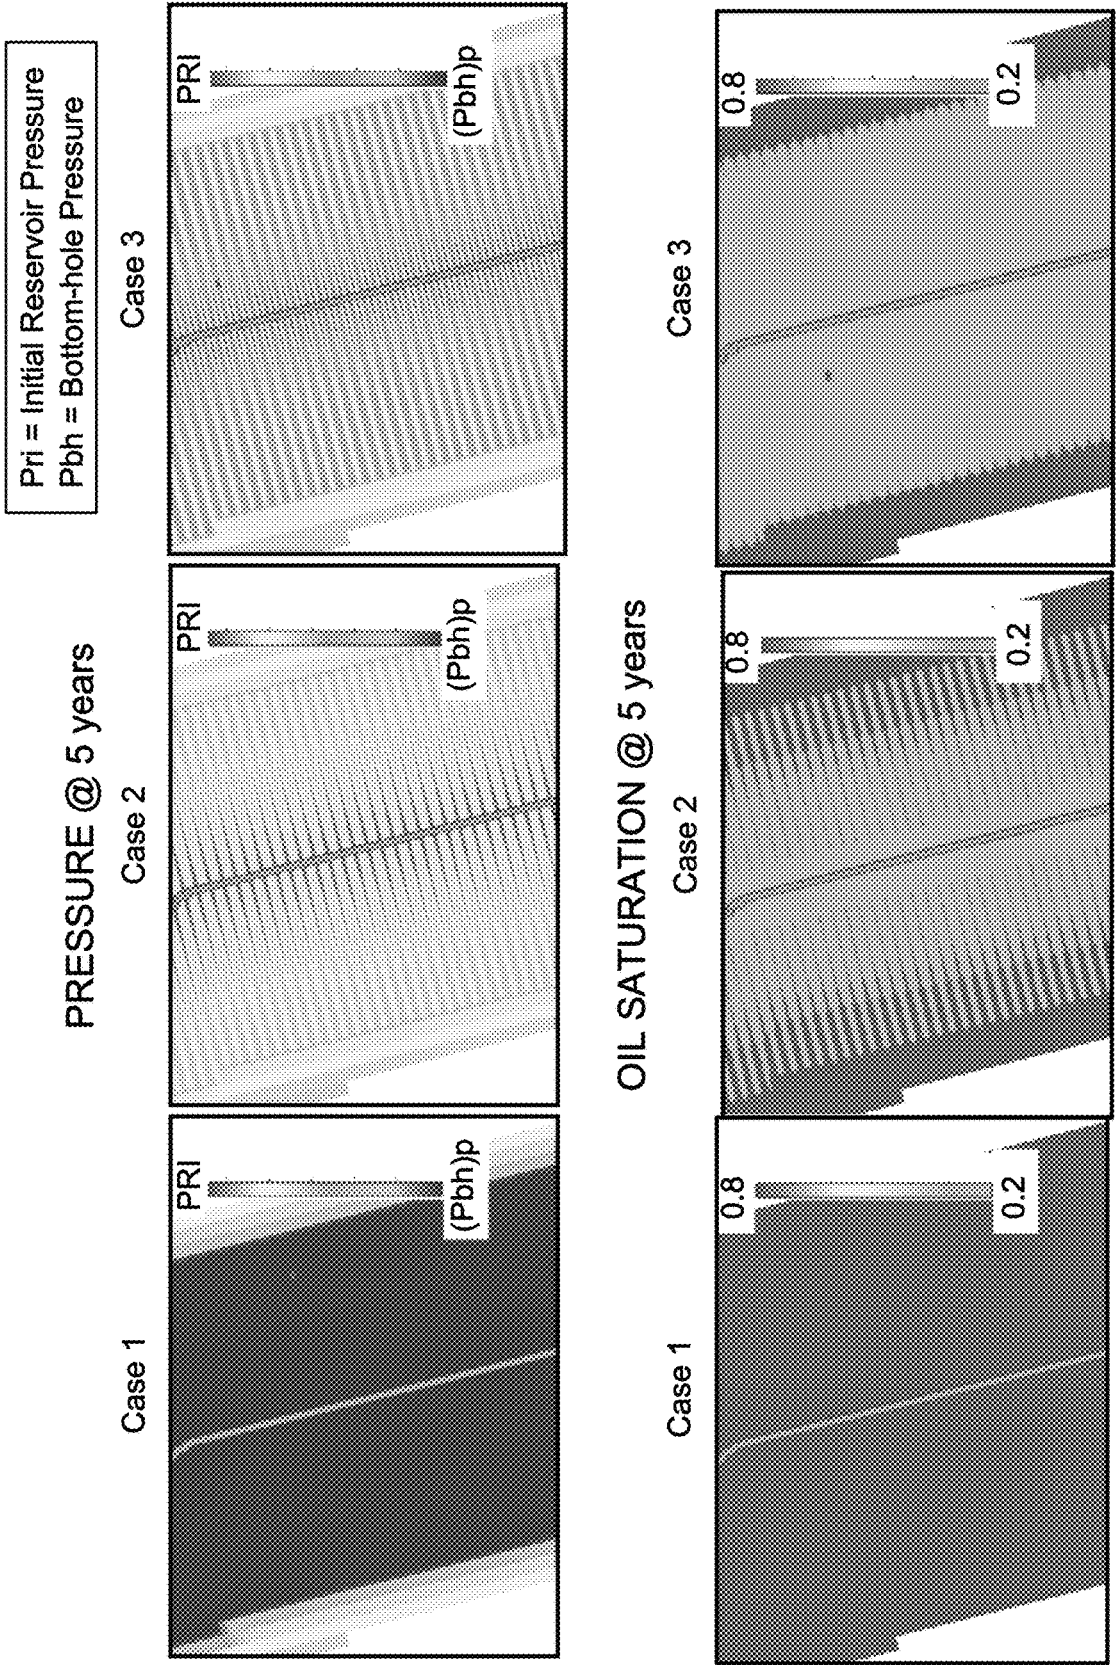 Pri = Initial Reservoir Pressure
Pbh = Bottom-hole Pressure
PRESSURE @ 5 years
Case 1
Case 2
Case 3
PRI
(Pbh)p
PRI
(Pbh)p
PRI
(Pbh)p
OIL SATURATION @ 5 years
Case 1
Case 2
Case 3
0.8
0.2
0.8
0.2
0.8
0.2